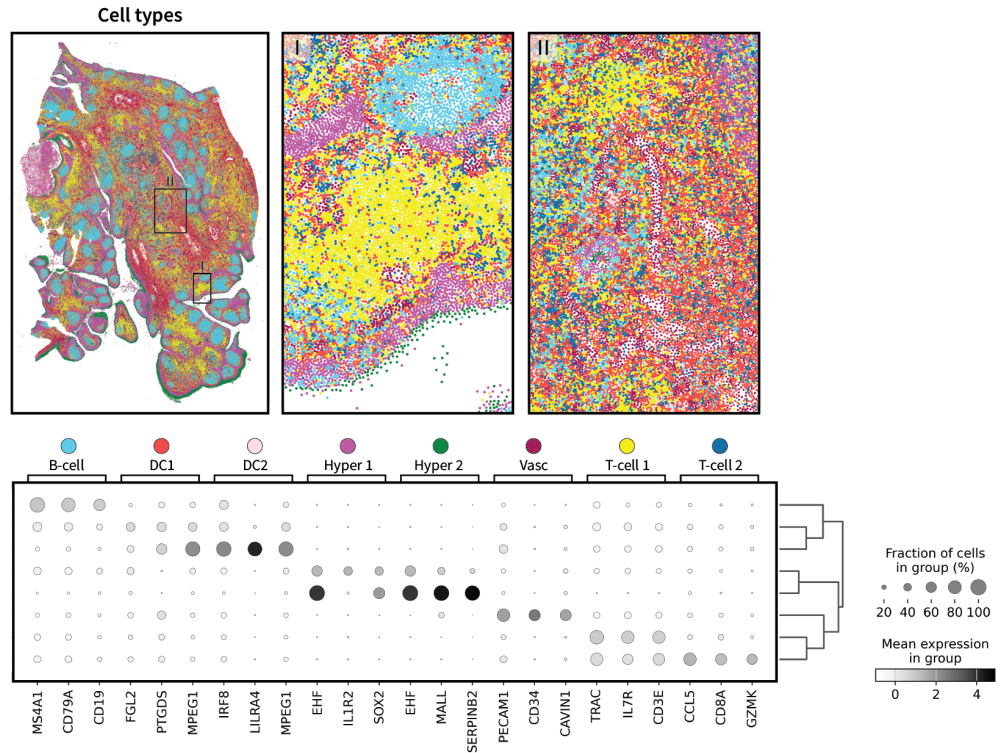 Cell types
II
I
I
II
B-cell DC1 DC2 Hyper 1 Hyper 2 Vasc T-cell 1 T-cell 2
MS4A1 CD79A CD19 FGL2 PTGDS MPEG1 IRF8 LILRA4 MPEG1 EHF IL1R2 SOX2 EHF MALL SERPINB2 PECAM1 CD34 CAVIN1 TRAC IL7R CD3E CCL5 CD8A GZMK
Fraction of cells
in group (%)
20 40 60 80 100
Mean expression
in group
0 2 4